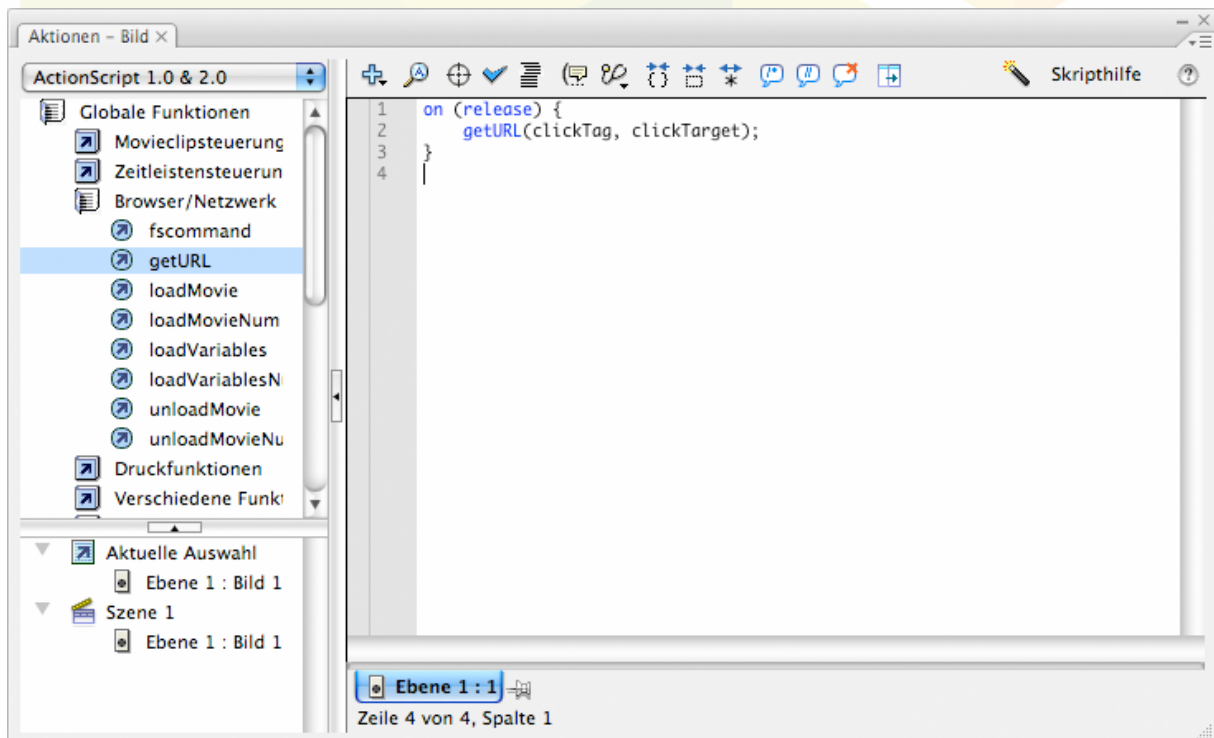 Aktionen – Bild ×
ActionScript 1.0 & 2.0
Skripthilfe
Globale Funktionen
Movieclipsteuerung
Zeitleistensteuerun
Browser/Netzwerk
fscommand
getURL
loadMovie
loadMovieNum
loadVariables
loadVariablesN
unloadMovie
unloadMovieNu
Druckfunktionen
Verschiedene Funkt
Aktuelle Auswahl
Ebene 1 : Bild 1
Szene 1
Ebene 1 : Bild 1
1 on (release) {
2 getURL(clickTag, clickTarget);
3 }
4
Ebene 1 : 1
Zeile 4 von 4, Spalte 1